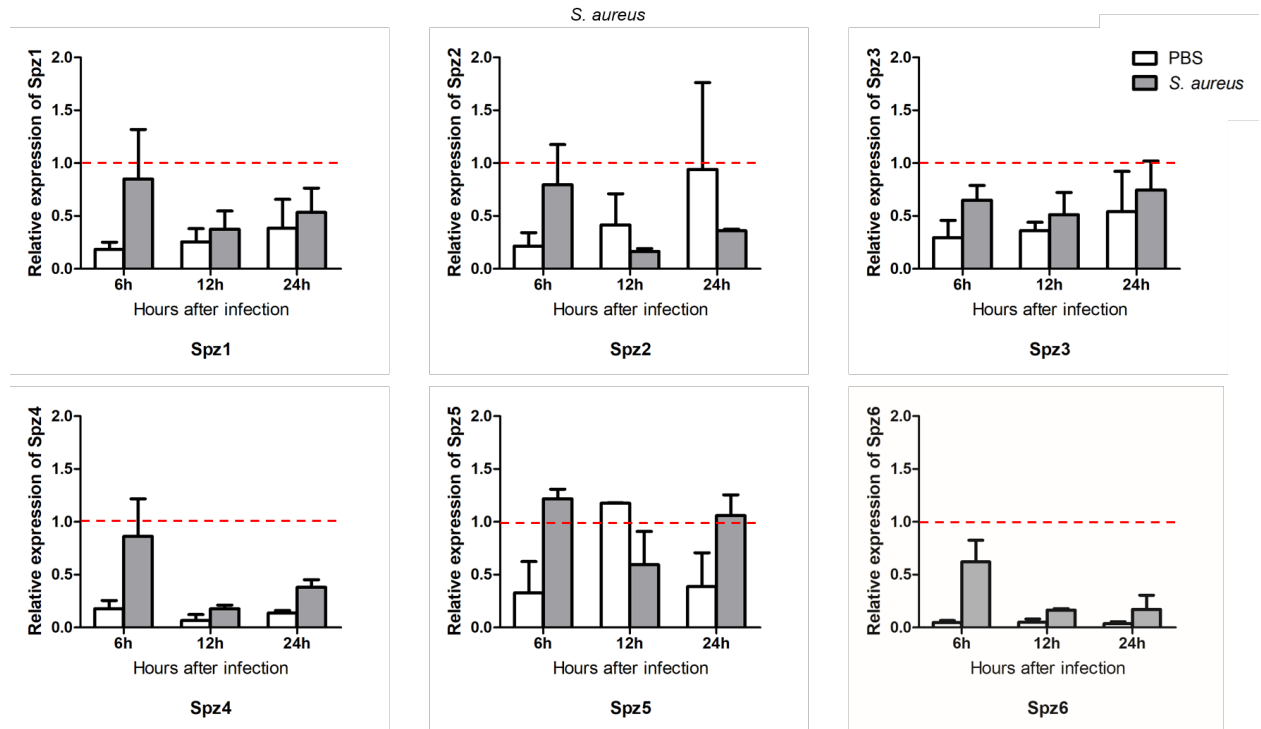 S. aureus
Relative expression of Spz1
2.0
1.5
1.0
0.5
0.0
6h 12h 24h
Hours after infection
Spz1
Relative expression of Spz2
2.0
1.5
1.0
0.5
0.0
6h 12h 24h
Hours after infection
Spz2
Relative expression of Spz3
2.0
1.5
1.0
0.5
0.0
6h 12h 24h
Hours after infection
Spz3
PBS
S. aureus
Relative expression of Spz4
2.0
1.5
1.0
0.5
0.0
6h 12h 24h
Hours after infection
Spz4
Relative expression of Spz5
2.0
1.5
1.0
0.5
0.0
6h 12h 24h
Hours after infection
Spz5
Relative expression of Spz6
2.0
1.5
1.0
0.5
0.0
6h 12h 24h
Hours after infection
Spz6